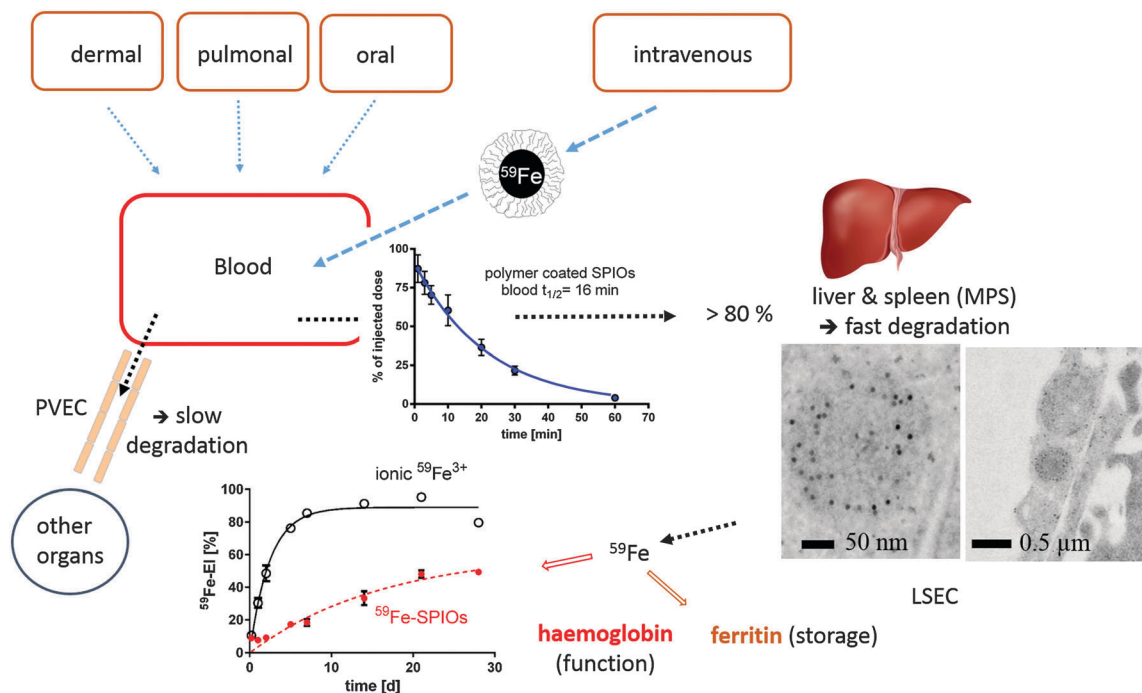 dermal
pulmonal
oral
intravenous
⁵⁹Fe
Blood
% of injected dose
100
75
50
25
0
0 10 20 30 40 50 60 70
time [min]
polymer coated SPIOs
blood t₁/₂= 16 min
> 80 %
liver & spleen (MPS)
➔ fast degradation
PVEC
➔ slow
degradation
other
organs
ionic ⁵⁹Fe³⁺
⁵⁹Fe-EI [%]
100
80
60
40
20
0
0 10 20 30
time [d]
⁵⁹Fe-SPIOs
⁵⁹Fe
haemoglobin
(function)
ferritin (storage)
50 nm
0.5 µm
LSEC